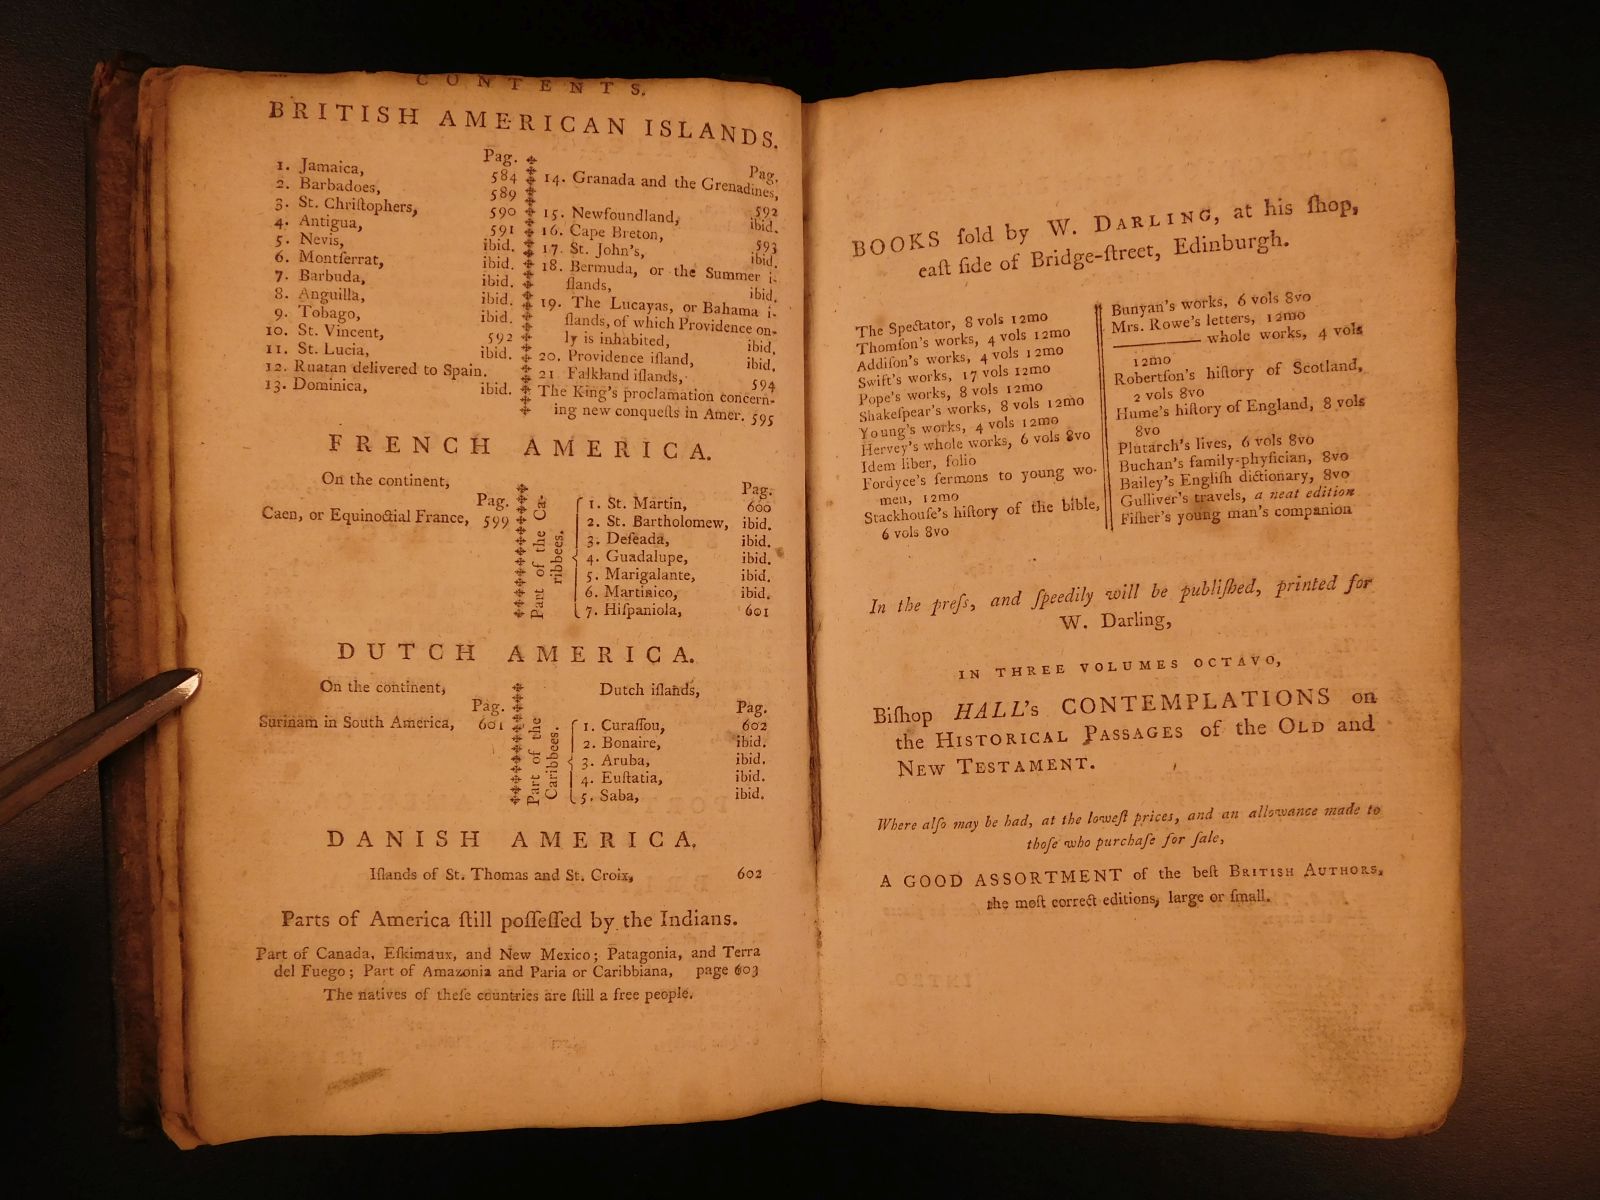 CONTENTS.
BRITISH AMERICAN ISLANDS.
Pag.
1. Jamaica, 584
2. Barbadoes, 589
3. St. Chriſtophers, 590
4. Antigua, 591
5. Nevis, ibid.
6. Montſerrat, ibid.
7. Barbuda, ibid.
8. Anguilla, ibid.
9. Tobago, ibid.
10. St. Vincent, 592
11. St. Lucia, ibid.
12. Ruatan delivered to Spain.
13. Dominica, ibid.
Pag.
14. Granada and the Grenadines, 592
15. Newfoundland, ibid.
16. Cape Breton, 593
17. St. John's, ibid.
18. Bermuda, or the Summer i-
ſlands, ibid.
19. The Lucayas, or Bahama i-
ſlands, of which Providence on-
ly is inhabited, ibid.
20. Providence iſland, ibid.
21. Falkland iſlands, 594
The King's proclamation concern-
ing new conqueſts in Amer. 595
FRENCH AMERICA.
On the continent,
Pag.
Caen, or Equinoctial France, 599
Part of the Ca-
ribbees.
Pag.
1. St. Martin, 600
2. St. Bartholomew, ibid.
3. Deſeada, ibid.
4. Guadalupe, ibid.
5. Marigalante, ibid.
6. Martinico, ibid.
7. Hiſpaniola, 601
DUTCH AMERICA.
On the continent,
Pag.
Surinam in South America, 601
Part of the
Caribbees.
Dutch iſlands,
Pag.
1. Curaſſou, 602
2. Bonaire, ibid.
3. Aruba, ibid.
4. Euſtatia, ibid.
5. Saba, ibid.
DANISH AMERICA.
Iſlands of St. Thomas and St. Croix, 602
Parts of America ſtill poſſeſſed by the Indians.
Part of Canada, Eſkimaux, and New Mexico; Patagonia, and Terra
del Fuego; Part of Amazonia and Paria or Caribbiana, page 603
The natives of theſe countries are ſtill a free people.
BOOKS ſold by W. DARLING, at his ſhop,
eaſt ſide of Bridge-ſtreet, Edinburgh.
The Spectator, 8 vols 12mo
Thomſon's works, 4 vols 12mo
Addiſon's works, 4 vols 12mo
Swift's works, 17 vols 12mo
Pope's works, 8 vols 12mo
Shakeſpear's works, 8 vols 12mo
Young's works, 4 vols 12mo
Hervey's whole works, 6 vols 8vo
Idem liber, folio
Fordyce's ſermons to young wo-
men, 12mo
Stackhouſe's hiſtory of the bible,
6 vols 8vo
Bunyan's works, 6 vols 8vo
Mrs. Rowe's letters, 12mo
——— whole works, 4 vols
12mo
Robertſon's hiſtory of Scotland,
2 vols 8vo
Hume's hiſtory of England, 8 vols
8vo
Plutarch's lives, 6 vols 8vo
Buchan's family-phyſician, 8vo
Bailey's Engliſh dictionary, 8vo
Gulliver's travels, a neat edition
Fiſher's young man's companion
In the preſs, and ſpeedily will be publiſhed, printed for
W. Darling,
IN THREE VOLUMES OCTAVO,
Biſhop HALL's CONTEMPLATIONS on
the HISTORICAL PASSAGES of the OLD and
NEW TESTAMENT.
Where alſo may be had, at the loweſt prices, and an allowance made to
thoſe who purchaſe for ſale,
A GOOD ASSORTMENT of the beſt BRITISH AUTHORS,
the moſt correct editions, large or ſmall.